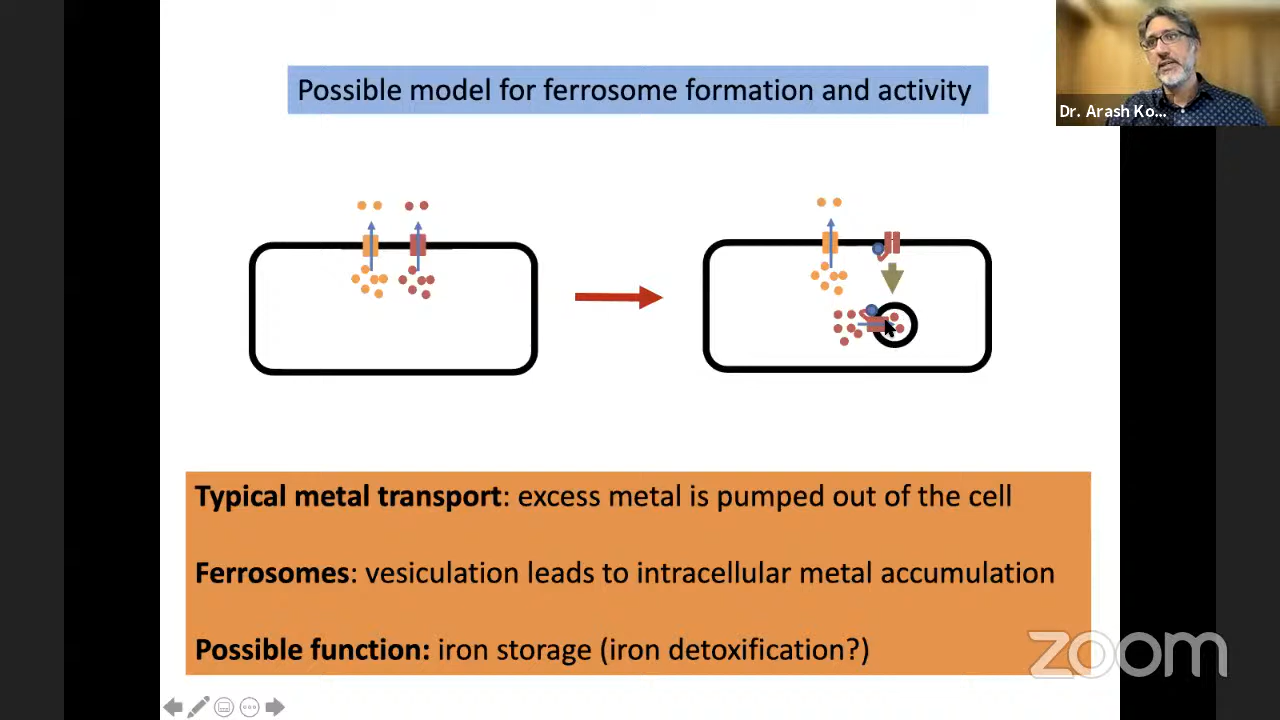 Possible model for ferrosome formation and activity
Dr. Arash Ko...
Typical metal transport: excess metal is pumped out of the cell
Ferrosomes: vesiculation leads to intracellular metal accumulation
Possible function: iron storage (iron detoxification?)
zoom